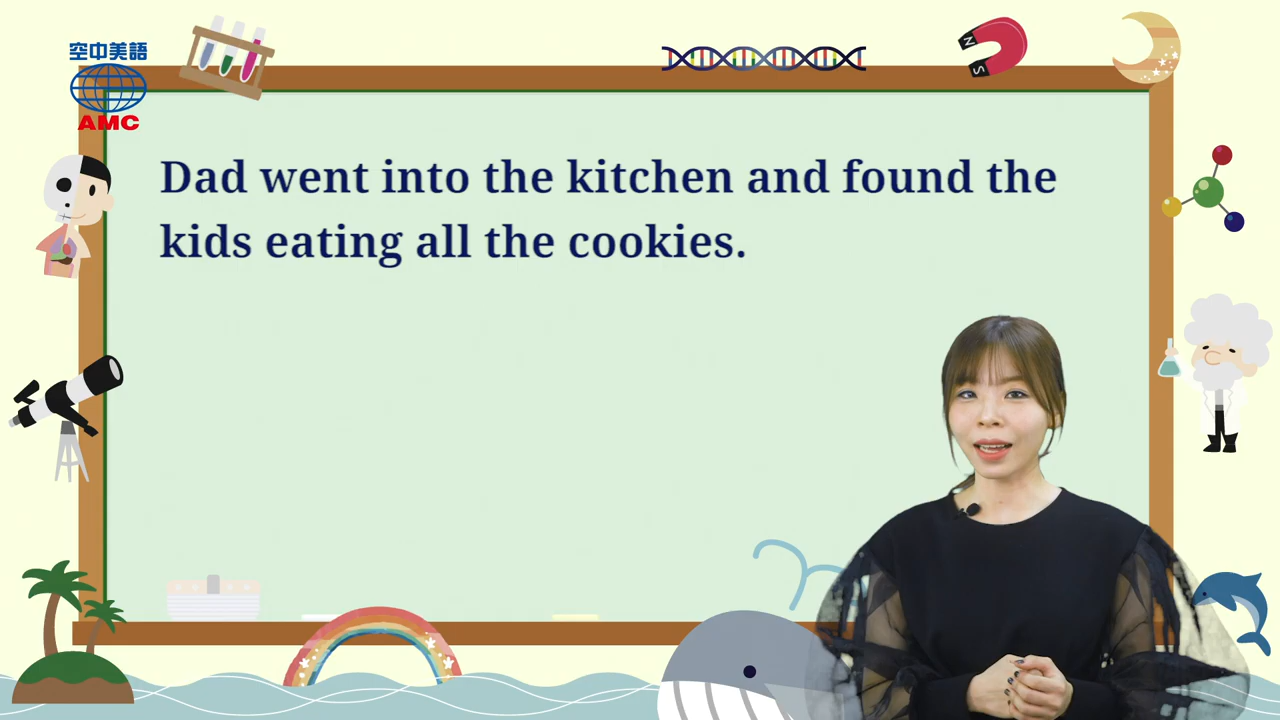 空中美語
AMC
N
S
Dad went into the kitchen and found the
kids eating all the cookies.